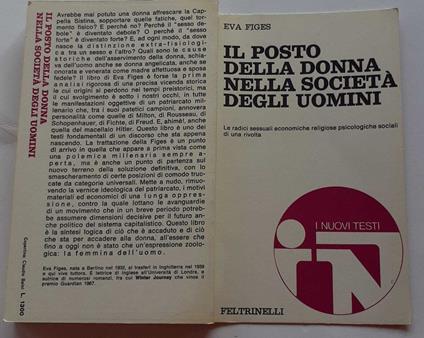 Avrebbe mai potuto una donna affrescare la Cap-
pella Sistina, sopportare quelle fatiche, quel tor-
mento fisico? E perché no? Perché il "sesso de-
bole" è diventato debole? O perché il "sesso
forte" è diventato forte? E, ad ogni modo, da dove
nasce la distinzione extra-fisiologi-
ca tra un sesso e l'altro? Quali sono le cause
storiche dell'asservimento della donna, schia-
va dell'uomo anche se donna angelicata, anche se
onorata e venerata come madre affettuosa e sposa
fedele? Il libro di Eva Figes è forse la prima
analisi rigorosa di una precisa vicenda storica
le cui origini si perdono nei tempi preistorici, ma
il cui svolgimento è sotto i nostri occhi, in tutte
le manifestazioni oggettive di un patriarcato mil-
lenario che, tra i suoi patetici campioni, annovera
personalità come quelle di Milton, di Rousseau, di
Schopenhauer, di Fichte, di Freud. E, ahimé, anche
quella del macellaio Hitler. Questo libro è uno dei
testi fondamentali di un discorso che sta appena
nascendo. La trattazione della Figes è un punto di
arrivo in quella che appare a prima vista come
una polemica millenaria sempre a-
perta, ma è anche un punto di partenza sul
nuovo terreno della soluzione definitiva, con lo
smascheramento di certe posizioni di comodo truc-
cate da categorie universali. Mette a nudo, rimuo-
vendo la vernice ideologica del patriarcato, i motivi
materiali ed economici di una lunga oppres-
sione, contro la quale lottano le avanguardie
di un movimento che in un breve periodo potreb-
be assumere dimensioni decisive per il futuro an-
che politico del sistema capitalistico. Questo libro
è la sintesi logica di ciò che è accaduto e di ciò
che sta per accadere alla donna, all'essere che
fino a oggi non è stato che un'espressione zoolo-
gica: la femmina dell'uomo.
Eva Figes, nata a Berlino nel 1932, si trasferì in Inghilterra nel 1939
e qui vive tuttora. È lettrice di inglese all'Università di Londra, e
autrice di numerosi romanzi, tra cui Winter Journey che vinse il
premio Guardian 1967.
IL POSTO DELLA DONNA
NELLA SOCIETÀ
DEGLI UOMINI
L. 1300
EVA FIGES
IL POSTO
DELLA DONNA
NELLA SOCIETÀ
DEGLI UOMINI
Le radici sessuali economiche religiose psicologiche sociali
di una rivolta
I NUOVI TESTI
iN
FELTRINELLI